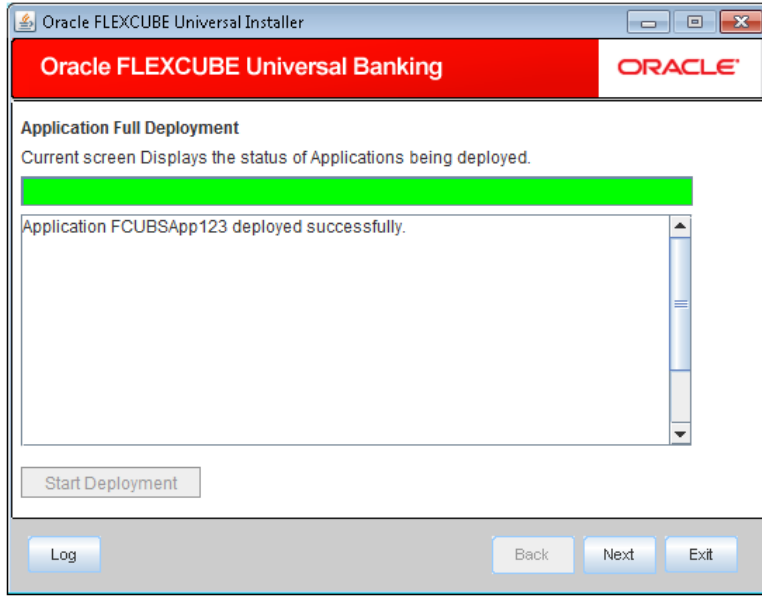 Oracle FLEXCUBE Universal Installer
Oracle FLEXCUBE Universal Banking
ORACLE
Application Full Deployment
Current screen Displays the status of Applications being deployed.
Application FCUBSApp123 deployed successfully.
Start Deployment
Log
Back
Next
Exit